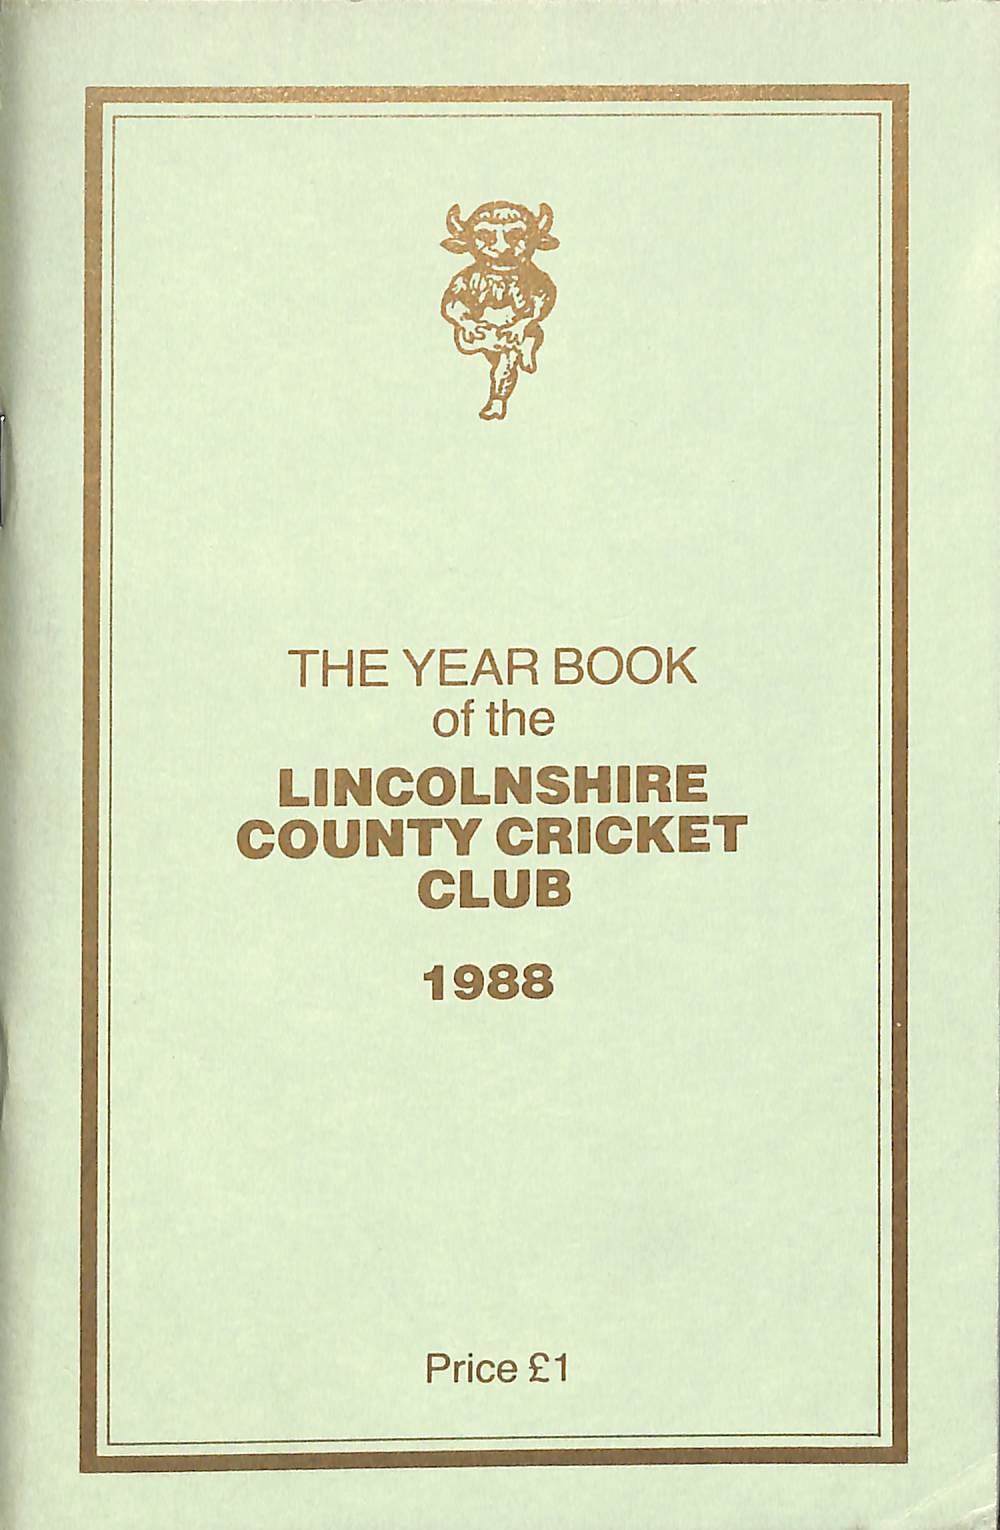 THE YEAR BOOK
of the
LINCOLNSHIRE
COUNTY CRICKET
CLUB
1988
Price £1